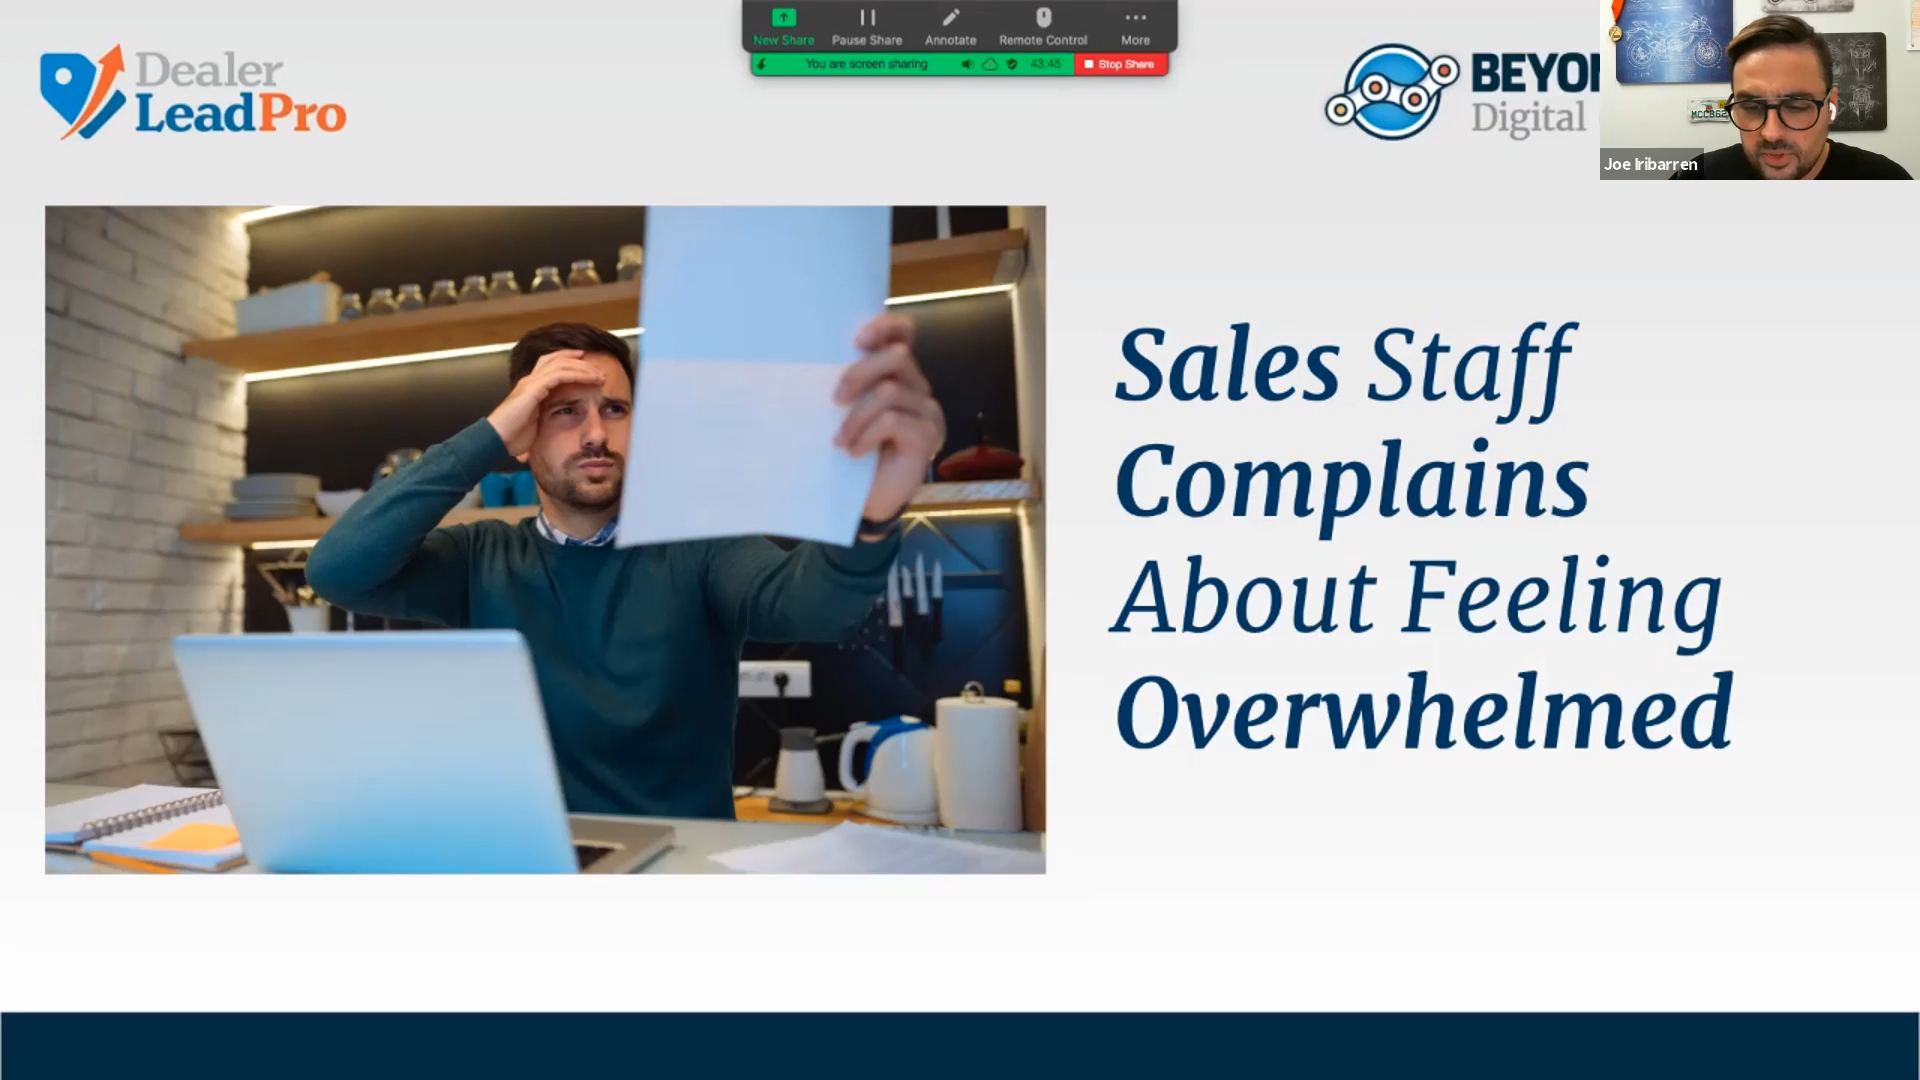 New Share
Pause Share
Annotate
Remote Control
More
You are screen sharing
43:45
Stop Share
Dealer
LeadPro
BEYON
Digital
Joe Iribarren
Sales Staff
Complains
About Feeling
Overwhelmed